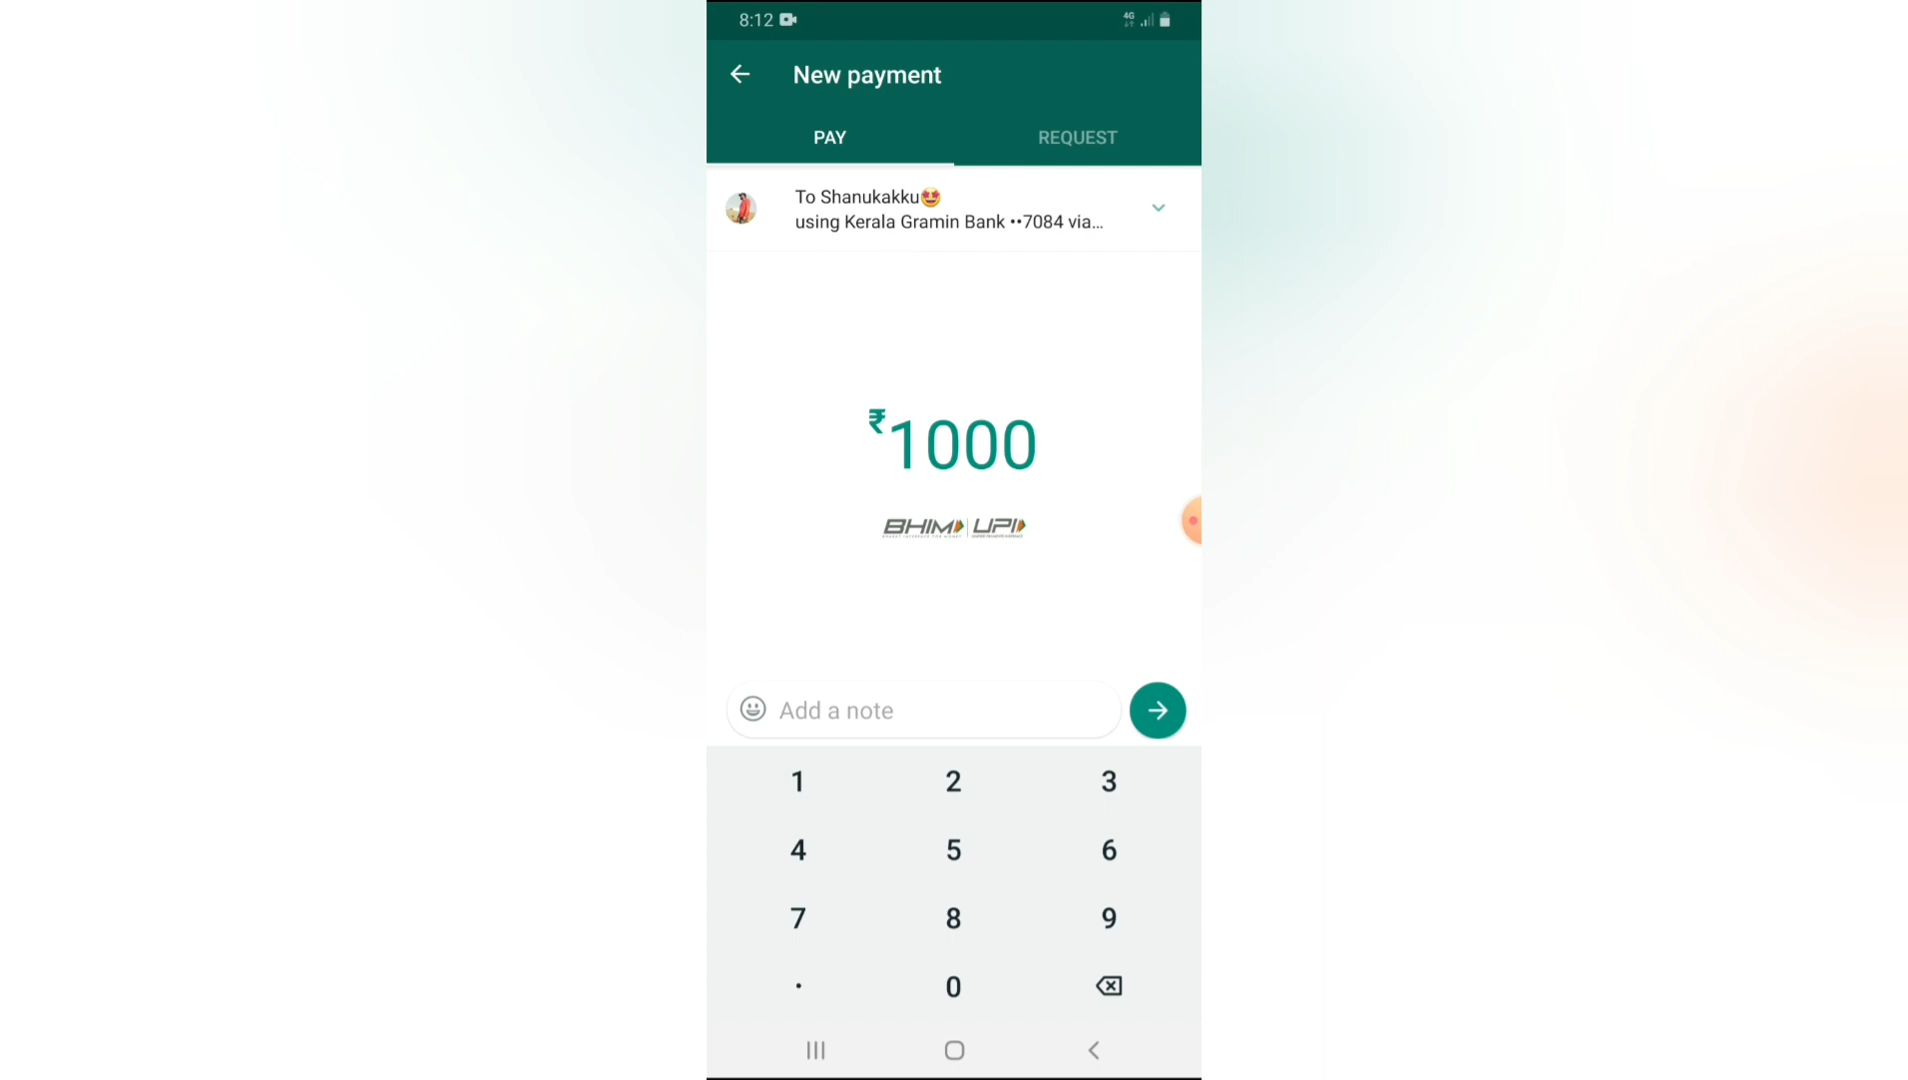 8:12
4G
New payment
PAY
REQUEST
To Shanukakku🤩
using Kerala Gramin Bank ••7084 via...
₹1000
BHIM UPI
Add a note
1 2 3
4 5 6
7 8 9
. 0